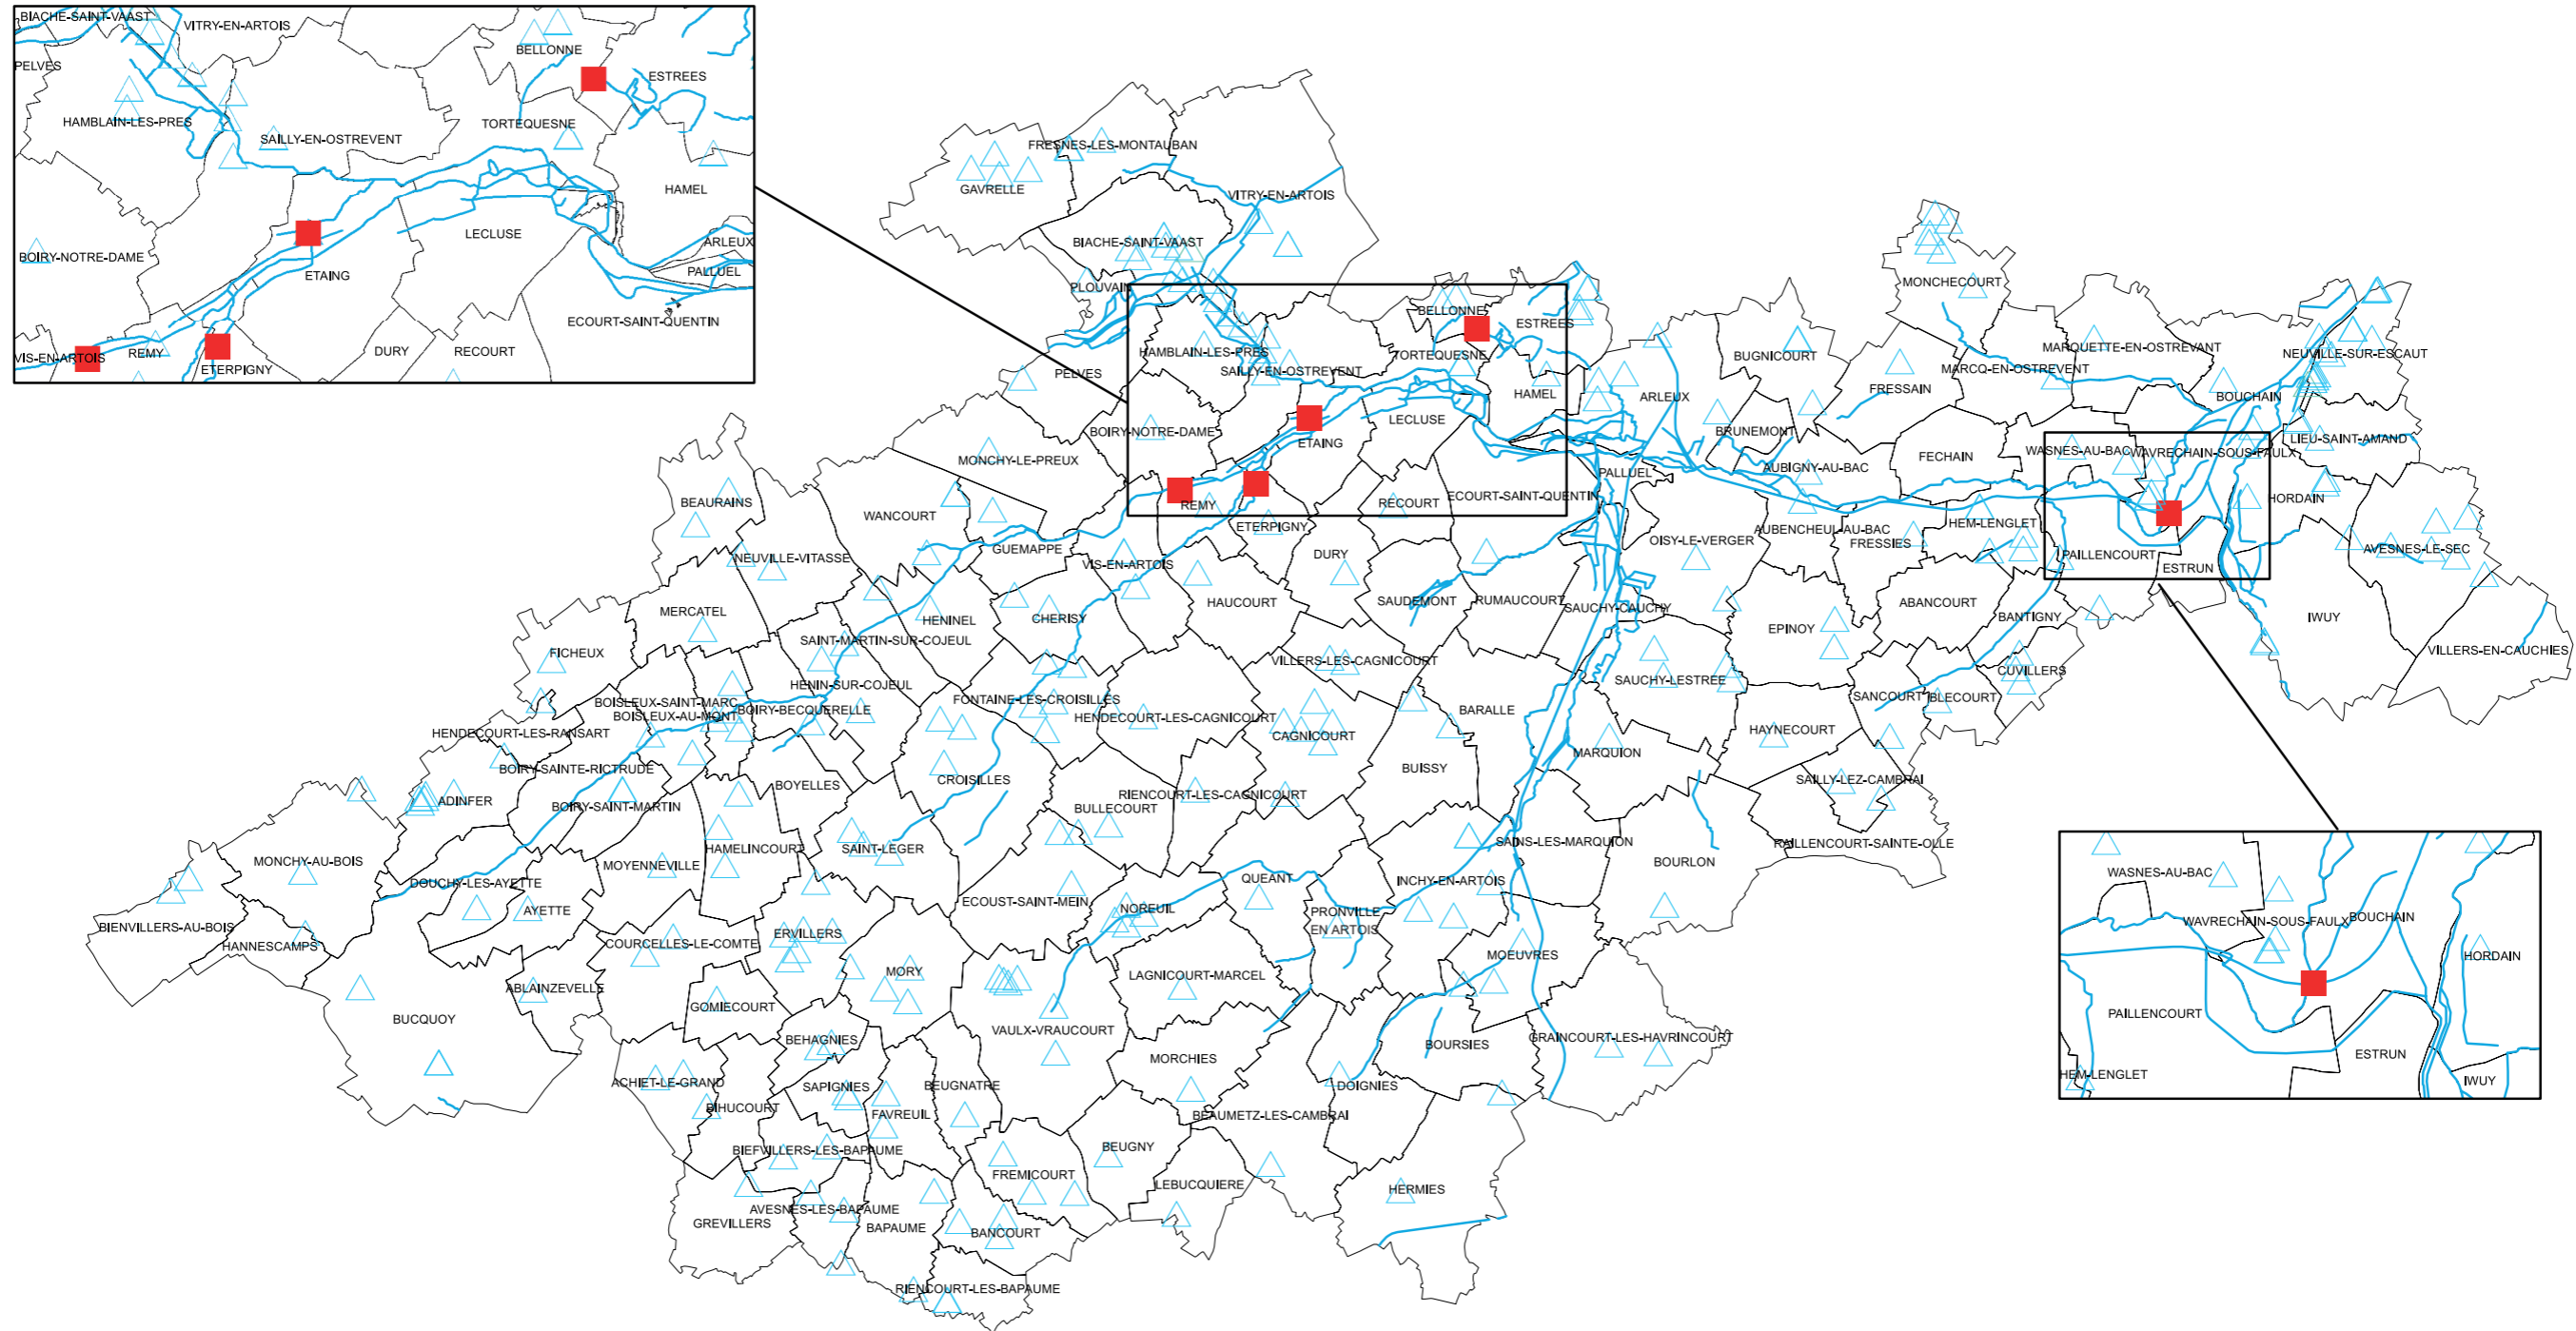 BIACHE-SAINT-VAAST
VITRY-EN-ARTOIS
BELLONNE
PELVES
ESTREES
HAMBLAIN-LES-PRES
TORTEQUESNE
SAILLY-EN-OSTREVENT
HAMEL
LECLUSE
ARLEUX
BOIRY-NOTRE-DAME
ETAING
PALLUEL
ECOURT-SAINT-QUENTIN
VIS-EN-ARTOIS
REMY
DURY
RECOURT
ETERPIGNY
FRESNES-LES-MONTAUBAN
GAVRELLE
VITRY-EN-ARTOIS
BIACHE-SAINT-VAAST
PLOUVAIN
MONCHECOURT
BELLONNE
ESTREES
HAMBLAIN-LES-PRES
TORTEQUESNE
BUGNICOURT
MARQUETTE-EN-OSTREVANT
NEUVILLE-SUR-ESCAUT
PELVES
SAILLY-EN-OSTREVENT
MARCQ-EN-OSTREVENT
FRESSAIN
HAMEL
ARLEUX
BOUCHAIN
LECLUSE
BOIRY-NOTRE-DAME
BRUNEMONT
ETAING
LIEU-SAINT-AMAND
MONCHY-LE-PREUX
WASNES-AU-BAC
WAVRECHAIN-SOUS-FAULX
FECHAIN
AUBIGNY-AU-BAC
PALLUEL
BEAURAINS
ECOURT-SAINT-QUENTIN
HORDAIN
RECOURT
REMY
WANCOURT
ETERPIGNY
HEM-LENGLET
AUBENCHEUL-AU-BAC
OISY-LE-VERGER
FRESSIES
GUEMAPPE
AVESNES-LE-SEC
DURY
PAILLENCOURT
NEUVILLE-VITASSE
VIS-EN-ARTOIS
ESTRUN
HAUCOURT
SAUDEMONT
RUMAUCOURT
ABANCOURT
SAUCHY-CAUCHY
MERCATEL
HENINEL
CHERISY
BANTIGNY
IWUY
EPINOY
SAINT-MARTIN-SUR-COJEUL
VILLERS-EN-CAUCHIES
FICHEUX
VILLERS-LES-CAGNICOURT
CUVILLERS
SAUCHY-LESTREE
HENIN-SUR-COJEUL
SANCOURT
BLECOURT
FONTAINE-LES-CROISILLES
BOISLEUX-SAINT-MARC
BOIRY-BECQUERELLE
BARALLE
BOISLEUX-AU-MONT
HENDECOURT-LES-CAGNICOURT
HAYNECOURT
HENDECOURT-LES-RANSART
CAGNICOURT
MARQUION
BOIRY-SAINTE-RICTRUDE
BUISSY
CROISILLES
SAILLY-LEZ-CAMBRAI
BOYELLES
RIENCOURT-LES-CAGNICOURT
ADINFER
BOIRY-SAINT-MARTIN
BULLECOURT
SAINS-LES-MARQUION
RAILLENCOURT-SAINTE-OLLE
HAMELINCOURT
SAINT-LEGER
MONCHY-AU-BOIS
BOURLON
MOYENNEVILLE
QUEANT
INCHY-EN-ARTOIS
DOUCHY-LES-AYETTE
ECOUST-SAINT-MEIN
NOREUIL
AYETTE
PRONVILLE
EN ARTOIS
BIENVILLERS-AU-BOIS
ERVILLERS
HANNESCAMPS
COURCELLES-LE-COMTE
MOEUVRES
MORY
LAGNICOURT-MARCEL
ABLAINZEVELLE
GOMIECOURT
BUCQUOY
VAULX-VRAUCOURT
BEHAGNIES
GRAINCOURT-LES-HAVRINCOURT
BOURSIES
MORCHIES
ACHIET-LE-GRAND
SAPIGNIES
BEUGNATRE
DOIGNIES
BIHUCOURT
FAVREUIL
BEAUMETZ-LES-CAMBRAI
BIEFVILLERS-LES-BAPAUME
BEUGNY
FREMICOURT
LEBUCQUIERE
HERMIES
AVESNES-LES-BAPAUME
GREVILLERS
BAPAUME
BANCOURT
RIENCOURT-LES-BAPAUME
WASNES-AU-BAC
WAVRECHAIN-SOUS-FAULX
BOUCHAIN
HORDAIN
PAILLENCOURT
ESTRUN
HEM-LENGLET
IWUY